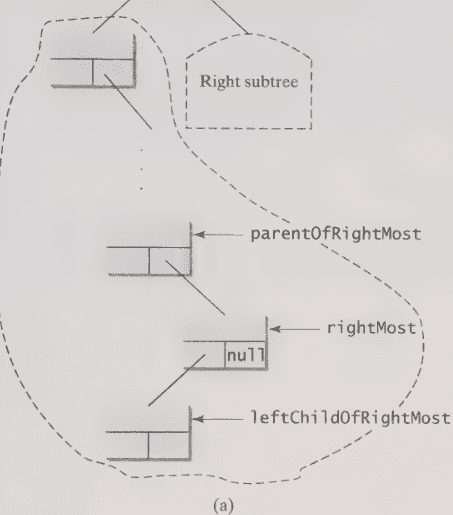 Right subtree
parentOfRightMost
rightMost
null
leftChildOfRightMost
(a)